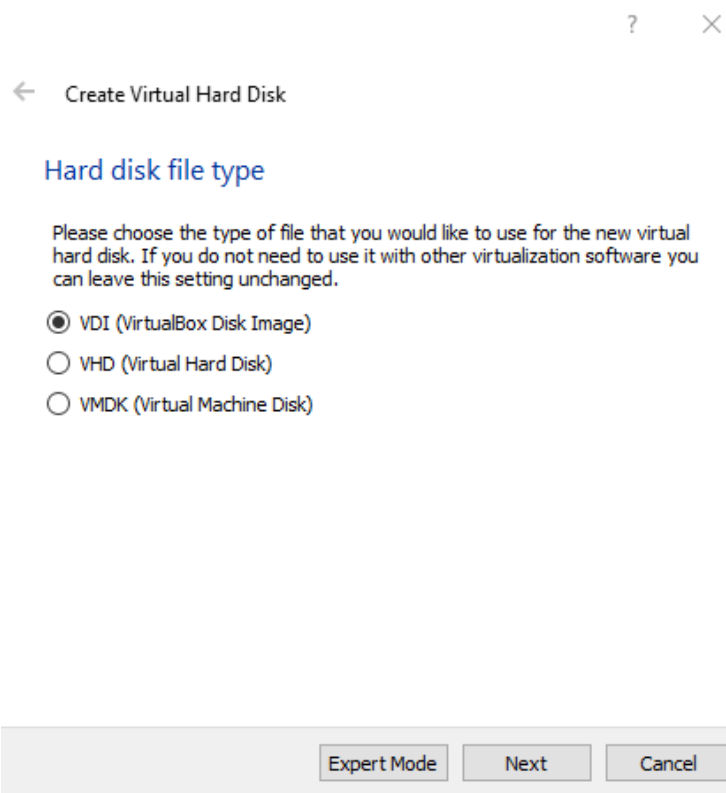 ?
Create Virtual Hard Disk
Hard disk file type
Please choose the type of file that you would like to use for the new virtual
hard disk. If you do not need to use it with other virtualization software you
can leave this setting unchanged.
VDI (VirtualBox Disk Image)
VHD (Virtual Hard Disk)
VMDK (Virtual Machine Disk)
Expert Mode Next Cancel